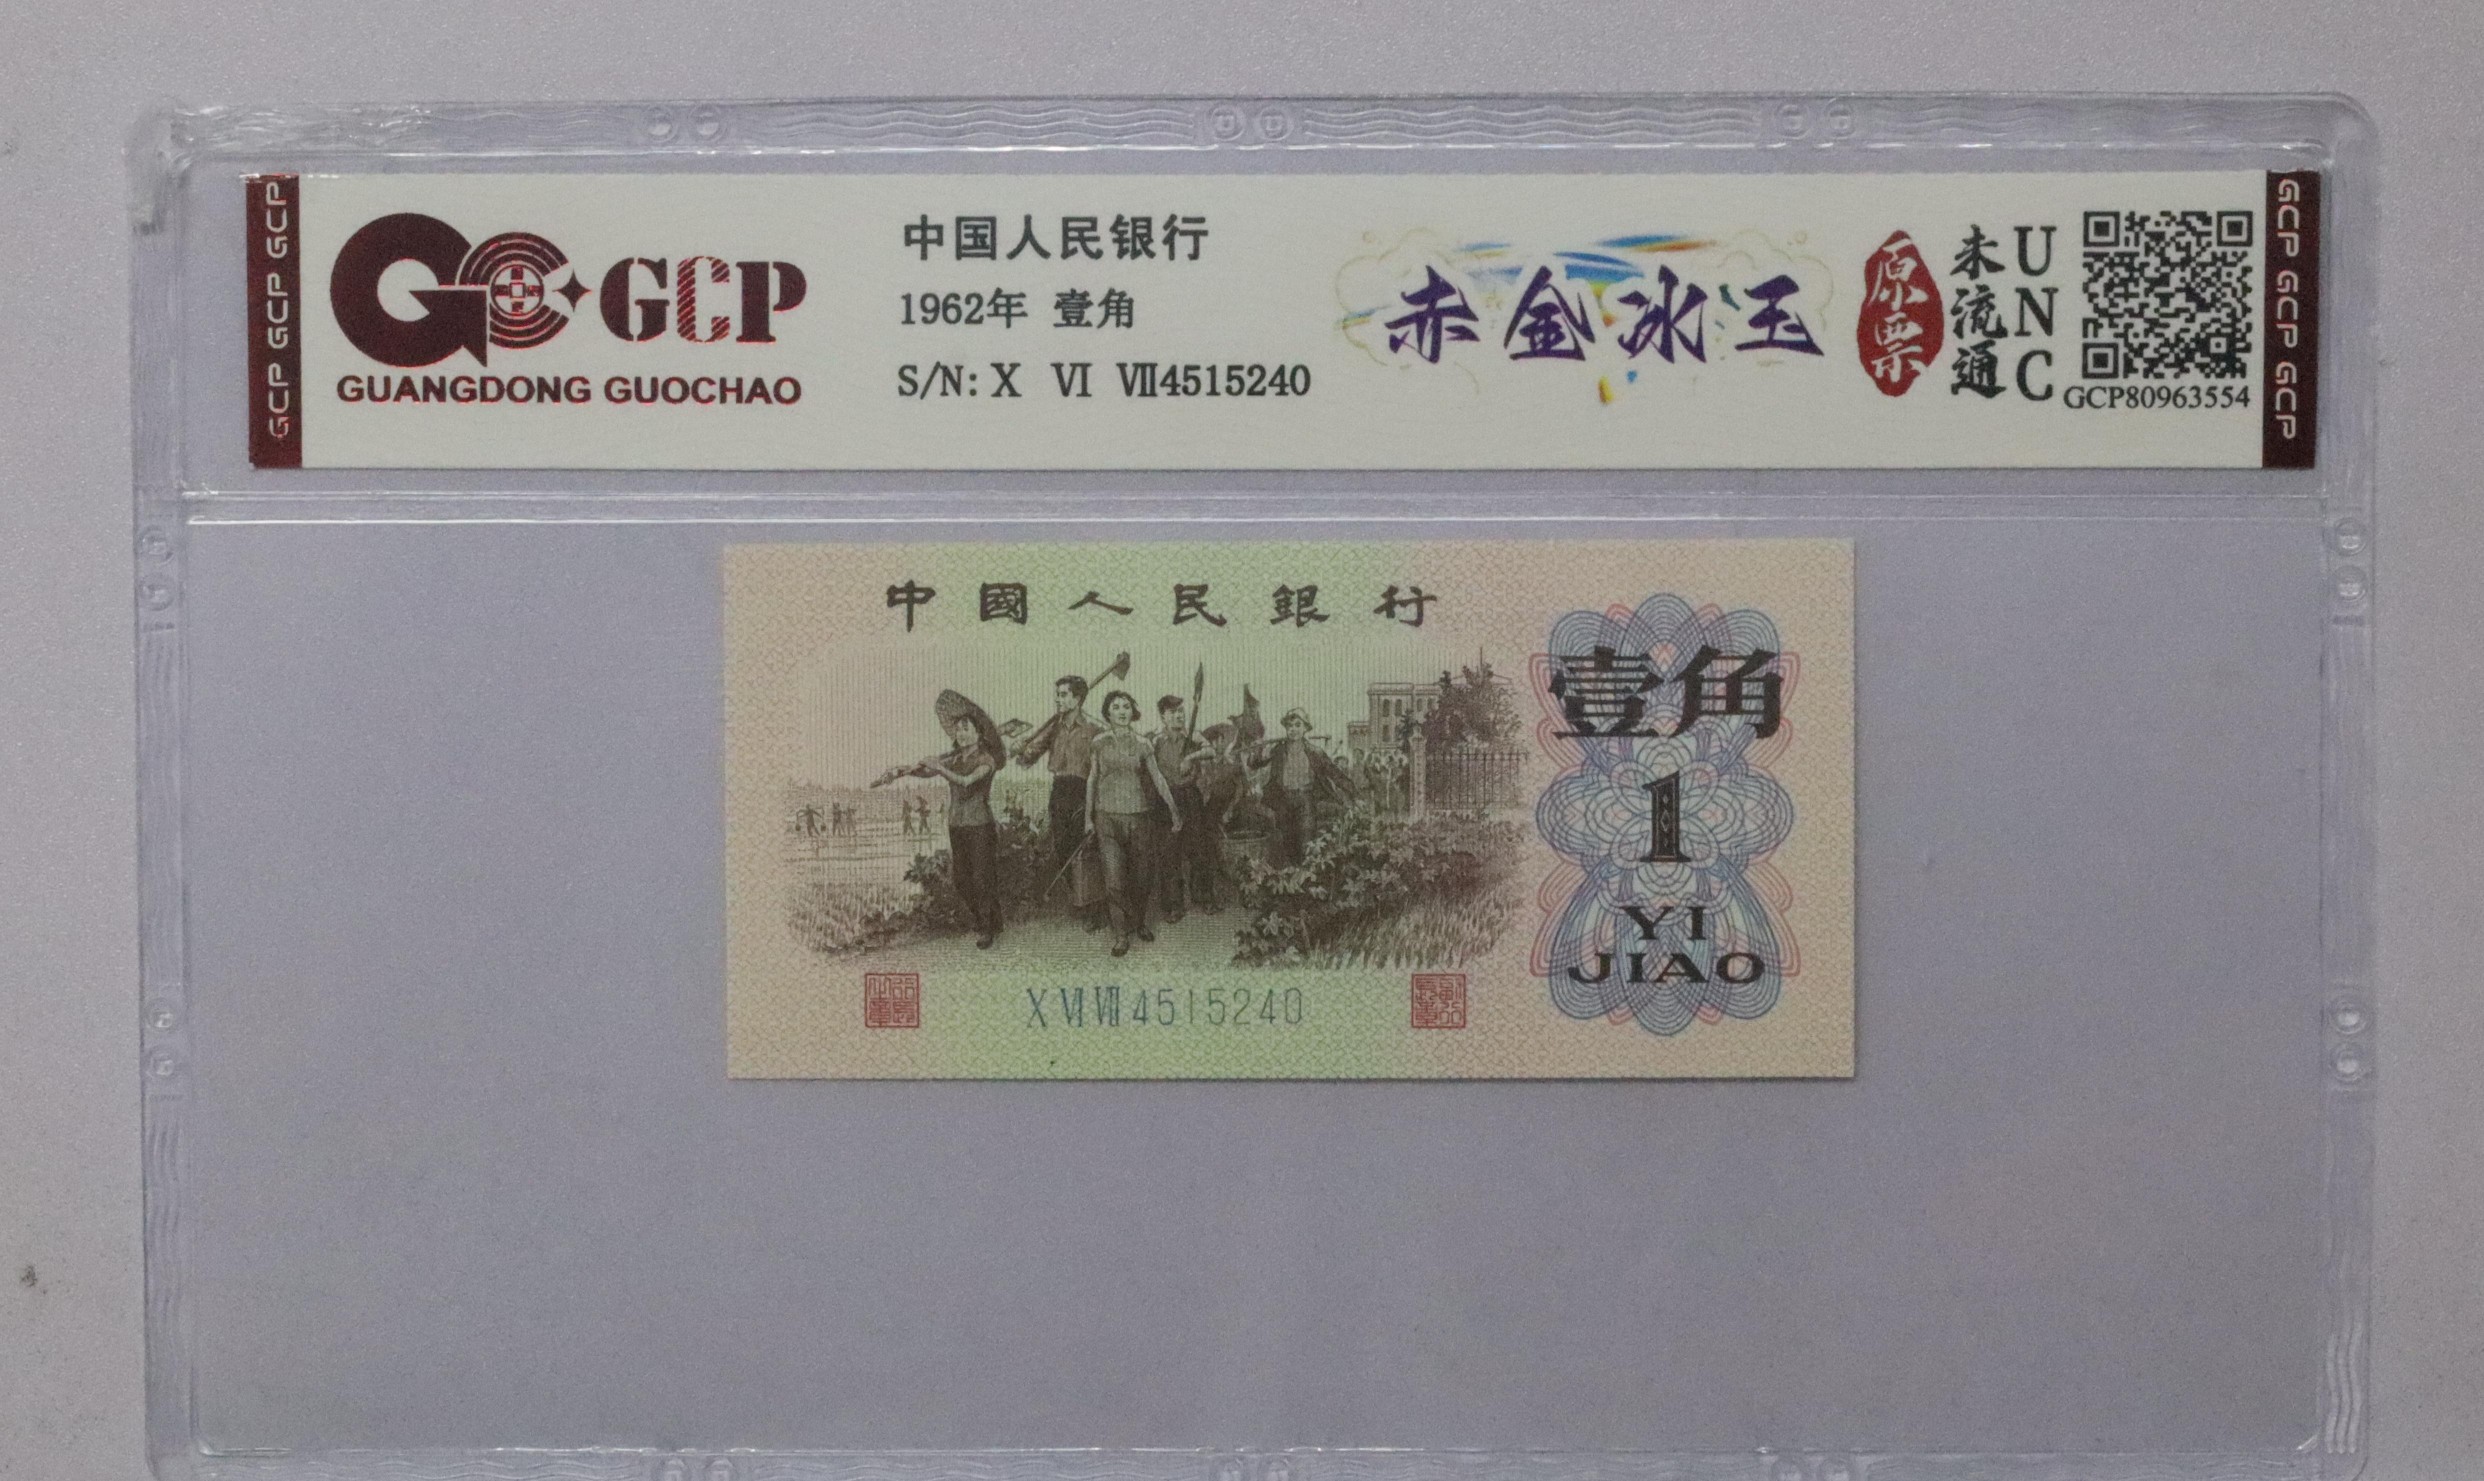 GCP GCP GCP
GCP
GUANGDONG GUOCHAO
中国人民银行
1962年 壹角
S/N: X Ⅵ Ⅶ4515240
赤金冰玉
原票
未流通
UNC
GCP80963554
GCP GCP GCP
中國人民銀行
壹角
1
YI
JIAO
X Ⅵ Ⅶ 4515240